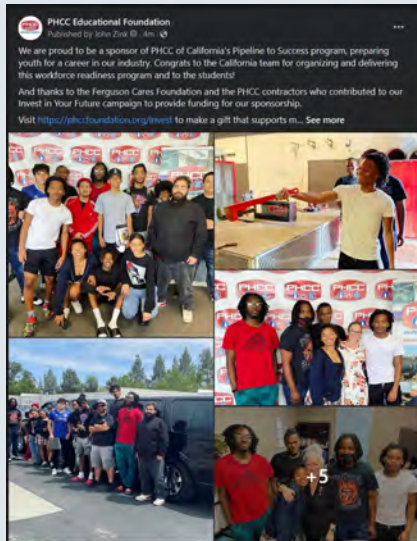 PHCC Educational Foundation
Published by John Zink · 4m ·
We are proud to be a sponsor of PHCC of California's Pipeline to Success program, preparing
youth for a career in our industry. Congrats to the California team for organizing and delivering
this workforce readiness program and to the students!
And thanks to the Ferguson Cares Foundation and the PHCC contractors who contributed to our
Invest in Your Future campaign to provide funding for our sponsorship.
Visit https://phccfoundation.org/invest to make a gift that supports m... See more
PHCC
PHCC
PHCC
+5